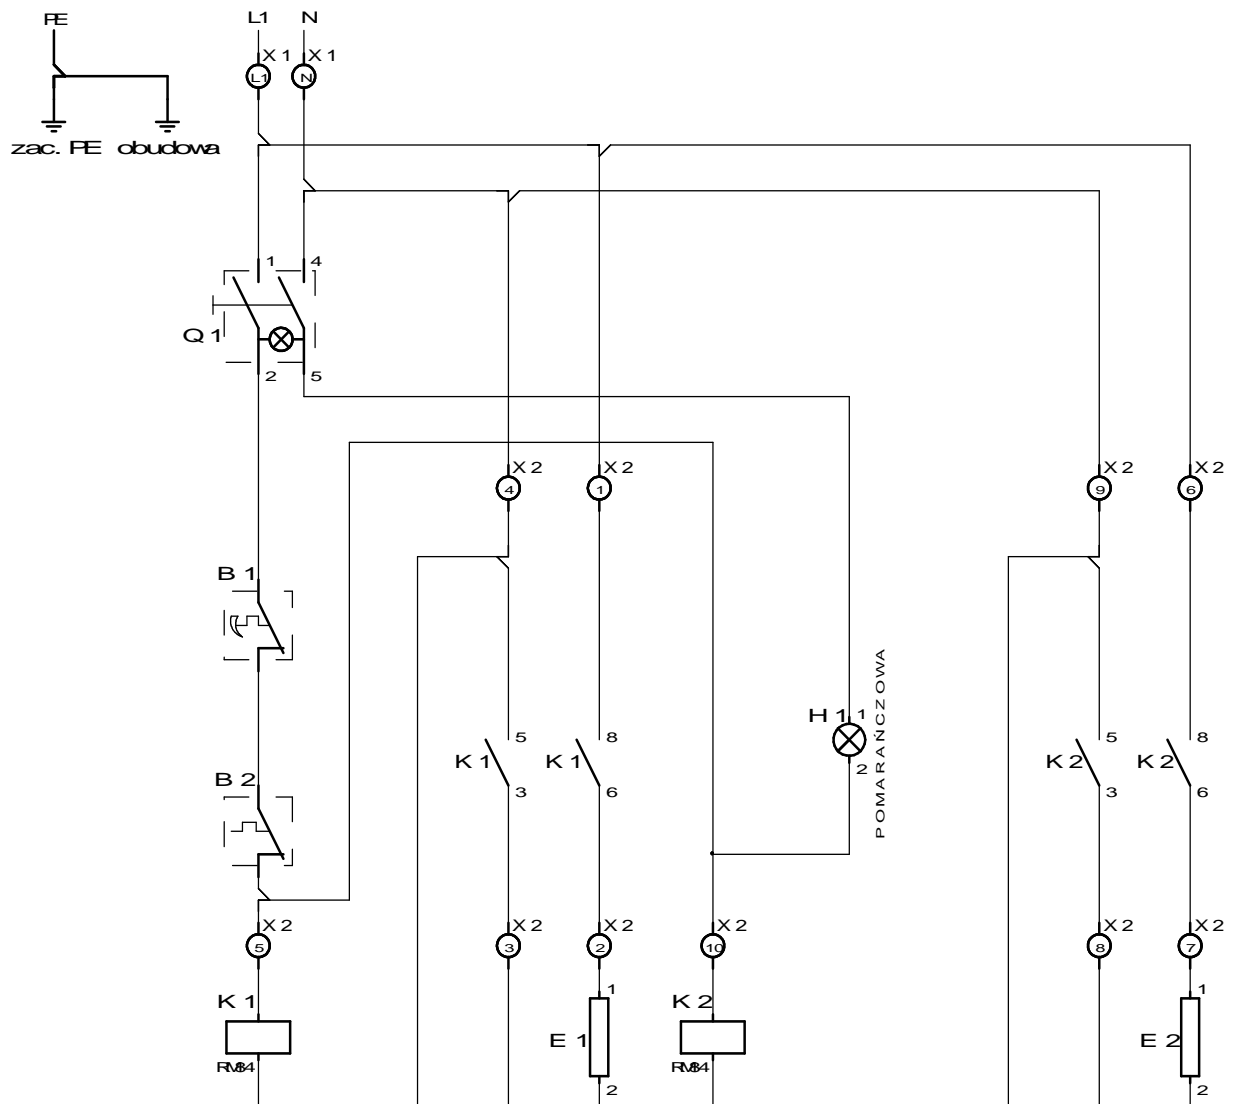 PE
L1 N
X1 X1
L1 N
zac. PE obudowa
1 4
Q1
2 5
X2 X2 X2 X2
4 1 9 6
B1
POMARAŃCZOWA
H1 1
2
5 8 5 8
K1 K1 K2 K2
3 6 3 6
B2
X2 X2 X2 X2 X2 X2
5 3 2 10 8 7
K1 K2
1 1
E1 E2
RM84 RM84
2 2